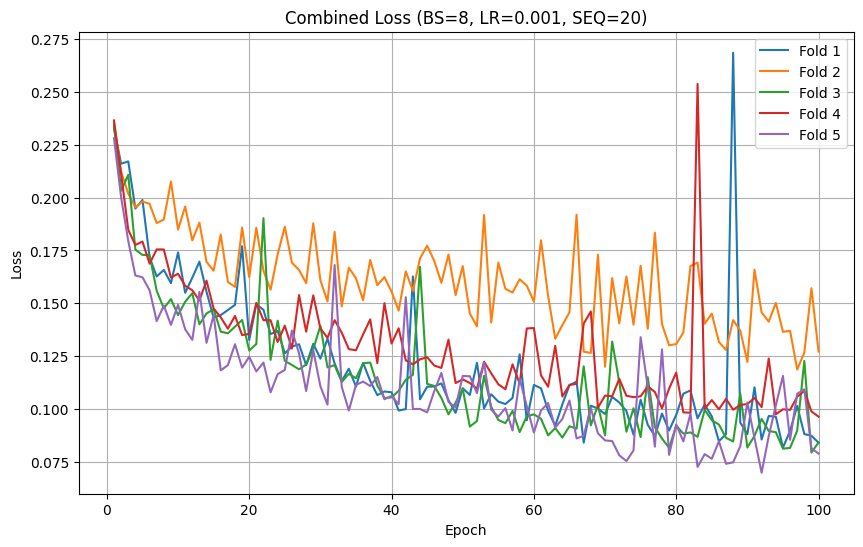 Combined Loss (BS=8, LR=0.001, SEQ=20)
Loss
0.275
0.250
0.225
0.200
0.175
0.150
0.125
0.100
0.075
Fold 1
Fold 2
Fold 3
Fold 4
Fold 5
0 20 40 60 80 100
Epoch